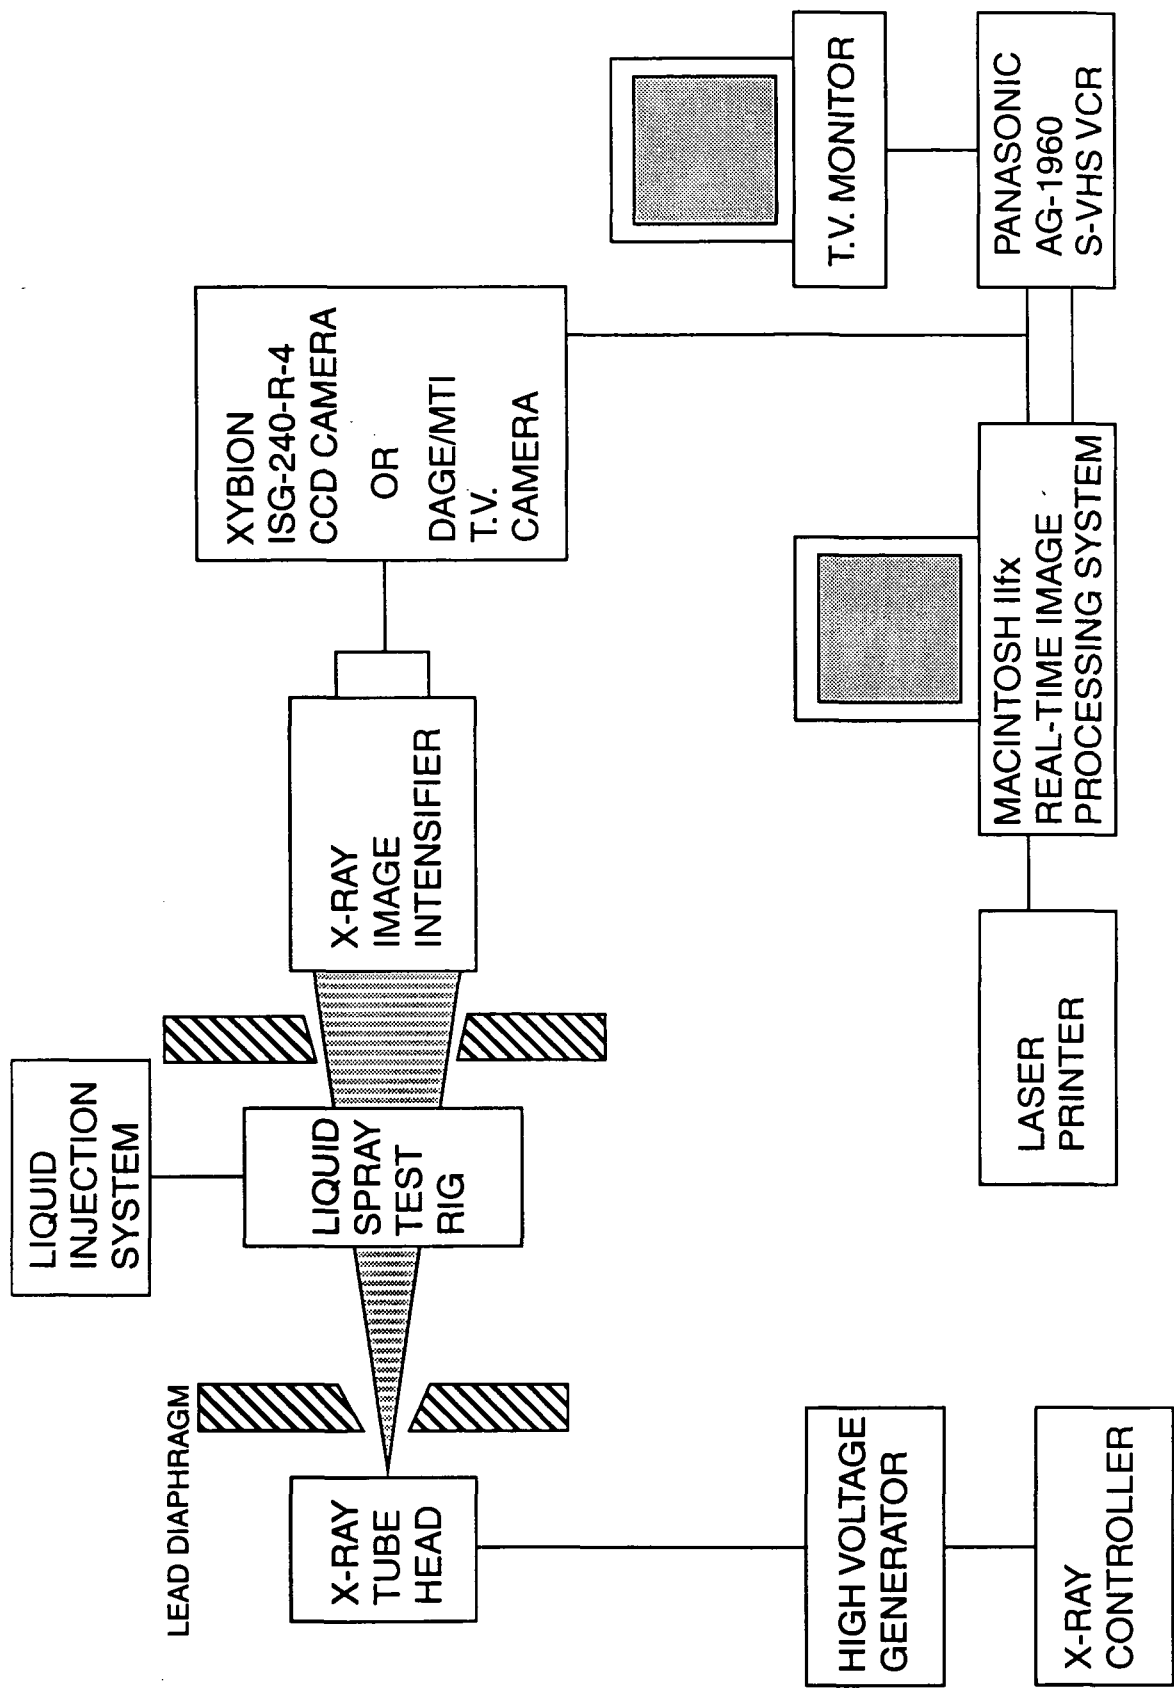 LEAD DIAPHRAGM
X-RAY
TUBE
HEAD
LIQUID
INJECTION
SYSTEM
LIQUID
SPRAY
TEST
RIG
X-RAY
IMAGE
INTENSIFIER
XYBION
ISG-240-R-4
CCD CAMERA
OR
DAGE/MTI
T.V.
CAMERA
HIGH VOLTAGE
GENERATOR
X-RAY
CONTROLLER
LASER
PRINTER
MACINTOSH IIfx
REAL-TIME IMAGE
PROCESSING SYSTEM
T.V. MONITOR
PANASONIC
AG-1960
S-VHS VCR